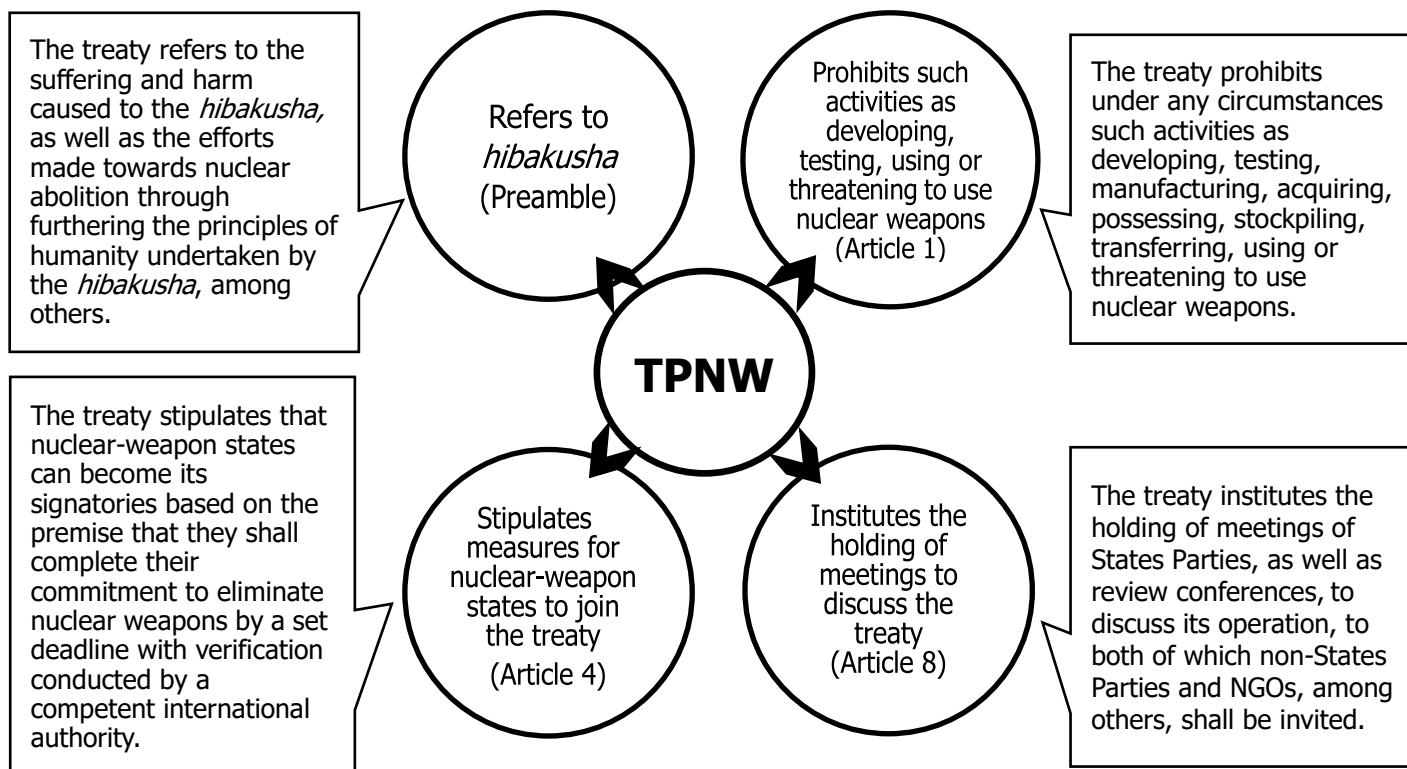 The treaty refers to the
suffering and harm
caused to the hibakusha,
as well as the efforts
made towards nuclear
abolition through
furthering the principles of
humanity undertaken by
the hibakusha, among
others.
Refers to
hibakusha
(Preamble)
Prohibits such
activities as
developing,
testing, using or
threatening to use
nuclear weapons
(Article 1)
The treaty prohibits
under any circumstances
such activities as
developing, testing,
manufacturing, acquiring,
possessing, stockpiling,
transferring, using or
threatening to use
nuclear weapons.
TPNW
The treaty stipulates that
nuclear-weapon states
can become its
signatories based on the
premise that they shall
complete their
commitment to eliminate
nuclear weapons by a set
deadline with verification
conducted by a
competent international
authority.
Stipulates
measures for
nuclear-weapon
states to join
the treaty
(Article 4)
Institutes the
holding of
meetings to
discuss the
treaty
(Article 8)
The treaty institutes the
holding of meetings of
States Parties, as well as
review conferences, to
discuss its operation, to
both of which non-States
Parties and NGOs, among
others, shall be invited.